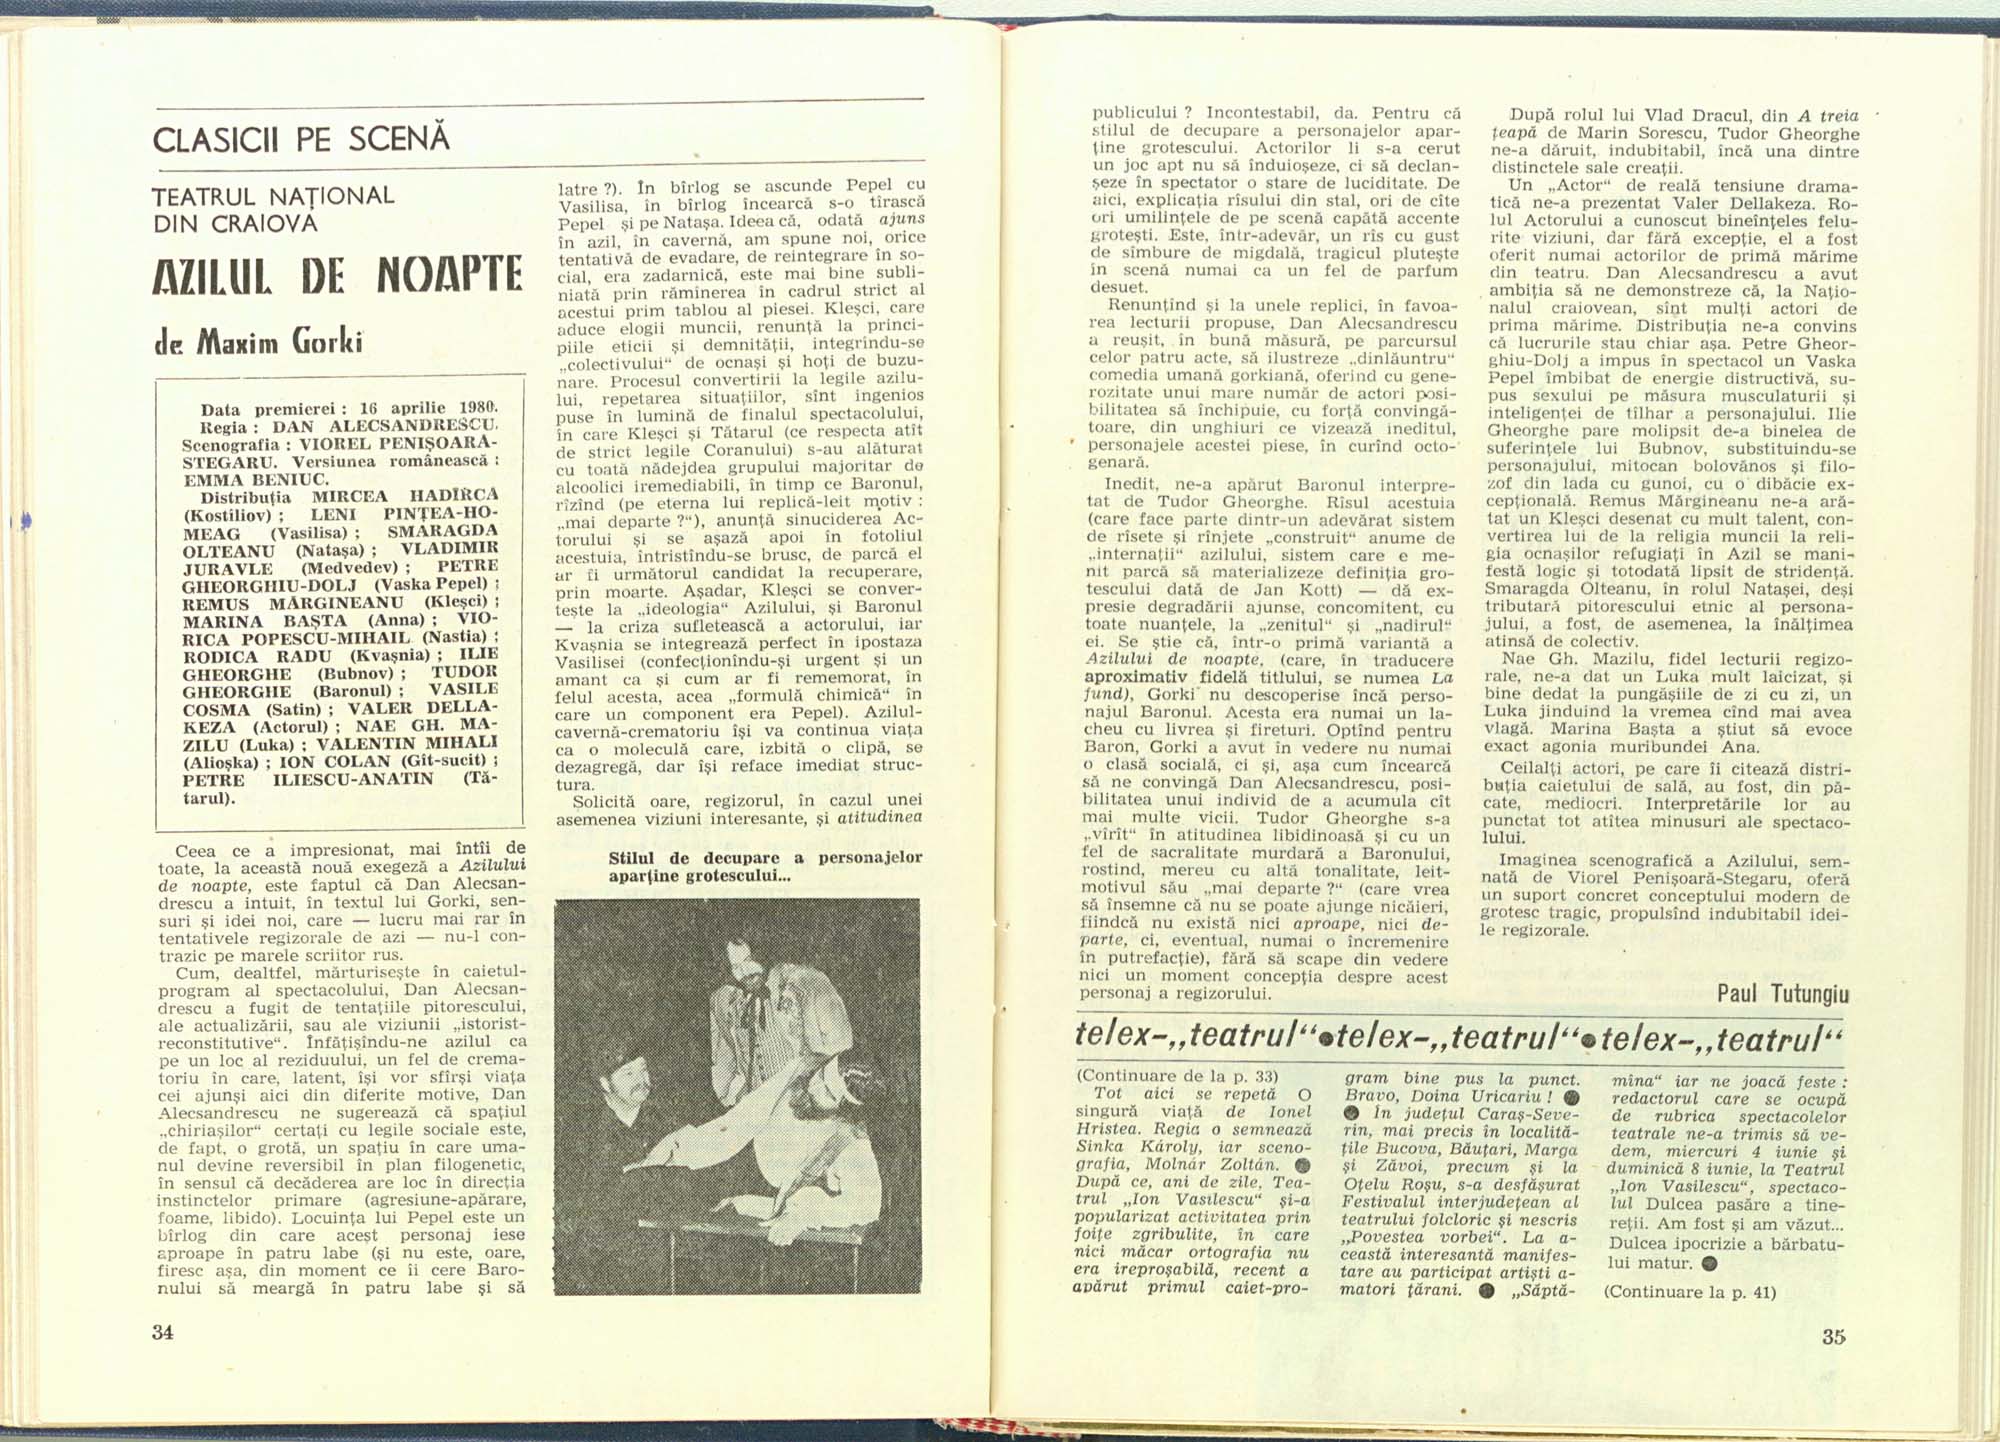 CLASICII PE SCENĂ
TEATRUL NAȚIONAL
DIN CRAIOVA
AZILUL DE NOAPTE
de Maxim Gorki
Data premierei : 16 aprilie 1980.
Regia : DAN ALECSANDRESCU.
Scenografia : VIOREL PENIȘOARA-
STEGARU. Versiunea românească :
EMMA BENIUC.
Distribuția MIRCEA HADÎRCĂ
(Kostiliov) ; LENI PINȚEA-HO-
MEAG (Vasilisa) ; SMARAGDA
OLTEANU (Natașa) ; VLADIMIR
JURAVLE (Medvedev) ; PETRE
GHEORGHIU-DOLJ (Vaska Pepel) ;
REMUS MĂRGINEANU (Kleșci) ;
MARINA BAȘTA (Anna) ; VIO-
RICA POPESCU-MIHAIL (Nastia) ;
RODICA RADU (Kvașnia) ; ILIE
GHEORGHE (Bubnov) ; TUDOR
GHEORGHE (Baronul) ; VASILE
COSMA (Satin) ; VALER DELLA-
KEZA (Actorul) ; NAE GH. MA-
ZILU (Luka) ; VALENTIN MIHALI
(Alioșka) ; ION COLAN (Gît-sucit) ;
PETRE ILIESCU-ANATIN (Tă-
tarul).
Ceea ce a impresionat, mai întîi de
toate, la această nouă exegeză a Azilului
de noapte, este faptul că Dan Alecsan-
drescu a intuit, în textul lui Gorki, sen-
suri și idei noi, care — lucru mai rar în
tentativele regizorale de azi — nu-l con-
trazic pe marele scriitor rus.
Cum, dealtfel, mărturisește în caietul-
program al spectacolului, Dan Alecsan-
drescu a fugit de tentațiile pitorescului,
ale actualizării, sau ale viziunii „istorist-
reconstitutive“. Înfățișîndu-ne azilul ca
pe un loc al reziduului, un fel de crema-
toriu în care, latent, își vor sfîrși viața
cei ajunși aici din diferite motive, Dan
Alecsandrescu ne sugerează că spațiul
„chiriașilor“ certați cu legile sociale este,
de fapt, o grotă, un spațiu în care uma-
nul devine reversibil în plan filogenetic,
în sensul că decăderea are loc în direcția
instinctelor primare (agresiune-apărare,
foame, libido). Locuința lui Pepel este un
bîrlog din care acest personaj iese
aproape în patru labe (și nu este, oare,
firesc așa, din moment ce îi cere Baro-
nului să meargă în patru labe și să
latre ?). În bîrlog se ascunde Pepel cu
Vasilisa, în bîrlog încearcă s-o tîrască
Pepel și pe Natașa. Ideea că, odată ajuns
în azil, în cavernă, am spune noi, orice
tentativă de evadare, de reintegrare în so-
cial, era zadarnică, este mai bine subli-
niată prin rămînerea în cadrul strict al
acestui prim tablou al piesei. Kleșci, care
aduce elogii muncii, renunță la princi-
piile eticii și demnității, integrîndu-se
„colectivului“ de ocnași și hoți de buzu-
nare. Procesul convertirii la legile azilu-
lui, repetarea situațiilor, sînt ingenios
puse în lumină de finalul spectacolului,
în care Kleșci și Tătarul (ce respecta atît
de strict legile Coranului) s-au alăturat
cu toată nădejdea grupului majoritar de
alcoolici iremediabili, în timp ce Baronul,
rîzînd (pe eterna lui replică-leit motiv :
„mai departe ?“), anunță sinuciderea Ac-
torului și se așază apoi în fotoliul
acestuia, întristîndu-se brusc, de parcă el
ar fi următorul candidat la recuperare,
prin moarte. Așadar, Kleșci se conver-
tește la „ideologia“ Azilului, și Baronul
— la criza sufletească a actorului, iar
Kvașnia se integrează perfect în ipostaza
Vasilisei (confecționîndu-și urgent și un
amant ca și cum ar fi rememorat, în
felul acesta, acea „formulă chimică“ în
care un component era Pepel). Azilul-
cavernă-crematoriu își va continua viața
ca o moleculă care, izbită o clipă, se
dezagregă, dar își reface imediat struc-
tura.
Solicită oare, regizorul, în cazul unei
asemenea viziuni interesante, și atitudinea
Stilul de decupare a personajelor
aparține grotescului...
34
publicului ? Incontestabil, da. Pentru că
stilul de decupare a personajelor apar-
ține grotescului. Actorilor li s-a cerut
un joc apt nu să înduioșeze, ci să declan-
șeze în spectator o stare de luciditate. De
aici, explicația rîsului din stal, ori de cîte
ori umilințele de pe scenă capătă accente
grotești. Este, într-adevăr, un rîs cu gust
de sîmbure de migdală, tragicul plutește
în scenă numai ca un fel de parfum
desuet.
Renunțînd și la unele replici, în favoa-
rea lecturii propuse, Dan Alecsandrescu
a reușit, în bună măsură, pe parcursul
celor patru acte, să ilustreze „dinlăuntru“
comedia umană gorkiană, oferind cu gene-
rozitate unui mare număr de actori posi-
bilitatea să închipuie, cu forță convingă-
toare, din unghiuri ce vizează ineditul,
personajele acestei piese, în curînd octo-
genară.
Inedit, ne-a apărut Baronul interpre-
tat de Tudor Gheorghe. Rîsul acestuia
(care face parte dintr-un adevărat sistem
de rîsete și rînjete „construit“ anume de
„internații“ azilului, sistem care e me-
nit parcă să materializeze definiția gro-
tescului dată de Jan Kott) — dă ex-
presie degradării ajunse, concomitent, cu
toate nuanțele, la „zenitul“ și „nadirul“
ei. Se știe că, într-o primă variantă a
Azilului de noapte, (care, în traducere
aproximativ fidelă titlului, se numea La
fund), Gorki nu descoperise încă perso-
najul Baronul. Acesta era numai un la-
cheu cu livrea și fireturi. Optînd pentru
Baron, Gorki a avut în vedere nu numai
o clasă socială, ci și, așa cum încearcă
să ne convingă Dan Alecsandrescu, posi-
bilitatea unui individ de a acumula cît
mai multe vicii. Tudor Gheorghe s-a
„vîrît“ în atitudinea libidinoasă și cu un
fel de sacralitate murdară a Baronului,
rostind, mereu cu altă tonalitate, leit-
motivul său „mai departe ?“ (care vrea
să însemne că nu se poate ajunge nicăieri,
fiindcă nu există nici aproape, nici de-
parte, ci, eventual, numai o încremenire
în putrefacție), fără să scape din vedere
nici un moment concepția despre acest
personaj a regizorului.
După rolul lui Vlad Dracul, din A treia
țeapă de Marin Sorescu, Tudor Gheorghe
ne-a dăruit, indubitabil, încă una dintre
distinctele sale creații.
Un „Actor“ de reală tensiune drama-
tică ne-a prezentat Valer Dellakeza. Ro-
lul Actorului a cunoscut bineînțeles felu-
rite viziuni, dar fără excepție, el a fost
oferit numai actorilor de primă mărime
din teatru. Dan Alecsandrescu a avut
ambiția să ne demonstreze că, la Națio-
nalul craiovean, sînt mulți actori de
prima mărime. Distribuția ne-a convins
că lucrurile stau chiar așa. Petre Gheor-
ghiu-Dolj a impus în spectacol un Vaska
Pepel îmbibat de energie distructivă, su-
pus sexului pe măsura musculaturii și
inteligenței de tîlhar a personajului. Ilie
Gheorghe pare molipsit de-a binelea de
suferințele lui Bubnov, substituindu-se
personajului, mitocan bolovănos și filo-
zof din lada cu gunoi, cu o dibăcie ex-
cepțională. Remus Mărgineanu ne-a ară-
tat un Kleșci desenat cu mult talent, con-
vertirea lui de la religia muncii la reli-
gia ocnașilor refugiați în Azil se mani-
festă logic și totodată lipsit de stridență.
Smaragda Olteanu, în rolul Natașei, deși
tributară pitorescului etnic al persona-
jului, a fost, de asemenea, la înălțimea
atinsă de colectiv.
Nae Gh. Mazilu, fidel lecturii regizo-
rale, ne-a dat un Luka mult laicizat, și
bine dedat la pungășiile de zi cu zi, un
Luka jinduind la vremea cînd mai avea
vlagă. Marina Bașta a știut să evoce
exact agonia muribundei Ana.
Ceilalți actori, pe care îi citează distri-
buția caietului de sală, au fost, din pă-
cate, mediocri. Interpretările lor au
punctat tot atîtea minusuri ale spectaco-
lului.
Imaginea scenografică a Azilului, sem-
nată de Viorel Penișoară-Stegaru, oferă
un suport concret conceptului modern de
grotesc tragic, propulsînd indubitabil idei-
le regizorale.
Paul Tutungiu
telex-„teatrul“●telex-„teatrul“●telex-„teatrul“
(Continuare de la p. 33)
Tot aici se repetă O
singură viață de Ionel
Hristea. Regia o semnează
Sinka Károly, iar sceno-
grafia, Molnár Zoltán. ●
După ce, ani de zile, Tea-
trul „Ion Vasilescu“ și-a
popularizat activitatea prin
foițe zgribulite, în care
nici măcar ortografia nu
era ireproșabilă, recent a
apărut primul caiet-pro-
gram bine pus la punct.
Bravo, Doina Uricariu ! ●
● În județul Caraș-Seve-
rin, mai precis în localită-
țile Bucova, Băuțari, Marga
și Zăvoi, precum și la
Oțelu Roșu, s-a desfășurat
Festivalul interjudețean al
teatrului folcloric și nescris
„Povestea vorbei“. La a-
ceastă interesantă manifes-
tare au participat artiști a-
matori țărani. ● „Săptă-
mîna“ iar ne joacă feste :
redactorul care se ocupă
de rubrica spectacolelor
teatrale ne-a trimis să ve-
dem, miercuri 4 iunie și
duminică 8 iunie, la Teatrul
„Ion Vasilescu“, spectaco-
lul Dulcea pasăre a tine-
reții. Am fost și am văzut...
Dulcea ipocrizie a bărbatu-
lui matur. ●
(Continuare la p. 41)
35